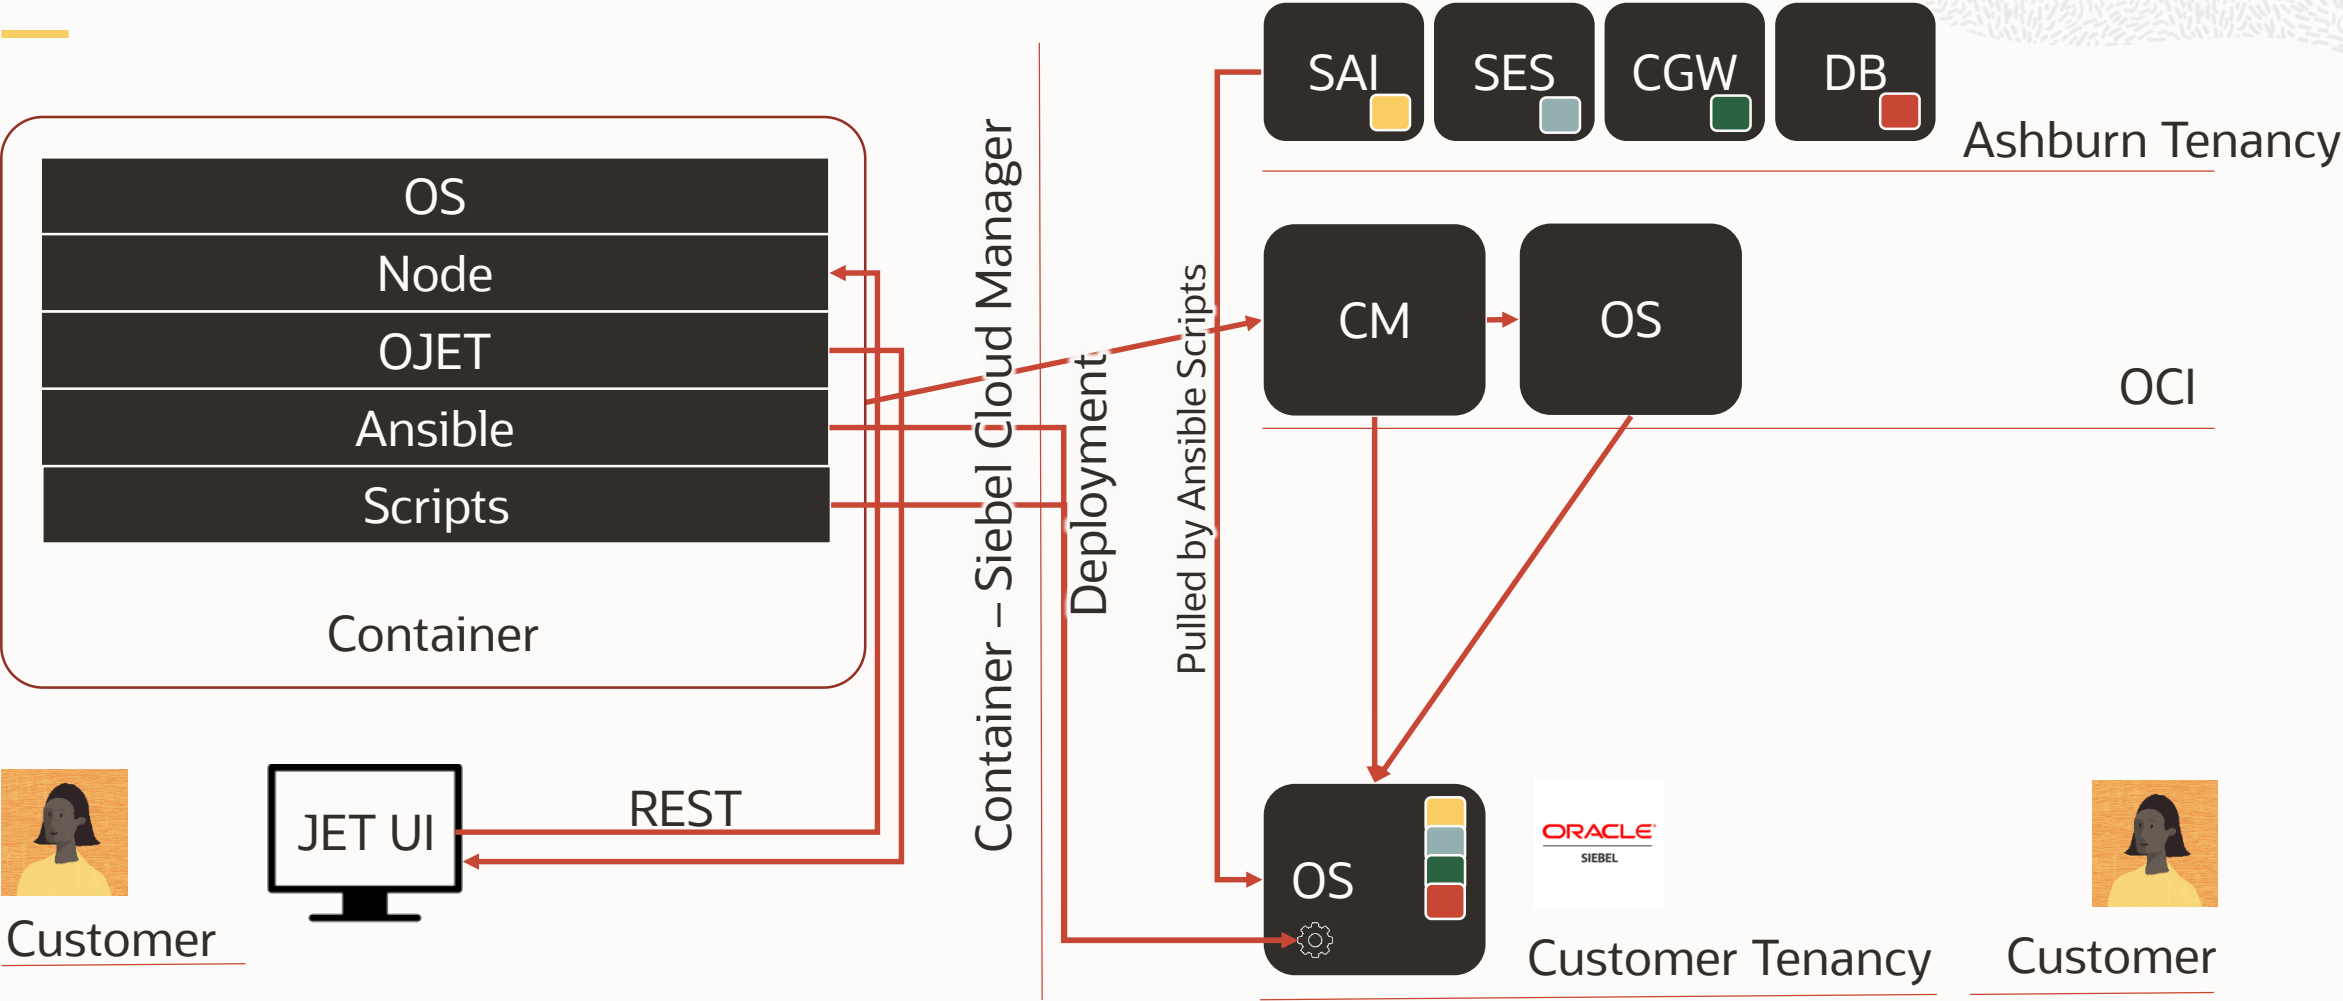 OS
Node
OJET
Ansible
Scripts
Container
JET UI
REST
Customer
Container – Siebel Cloud Manager
Deployment
Pulled by Ansible Scripts
SAI
SES
CGW
DB
Ashburn Tenancy
CM
OS
OCI
OS
ORACLE
SIEBEL
Customer Tenancy
Customer